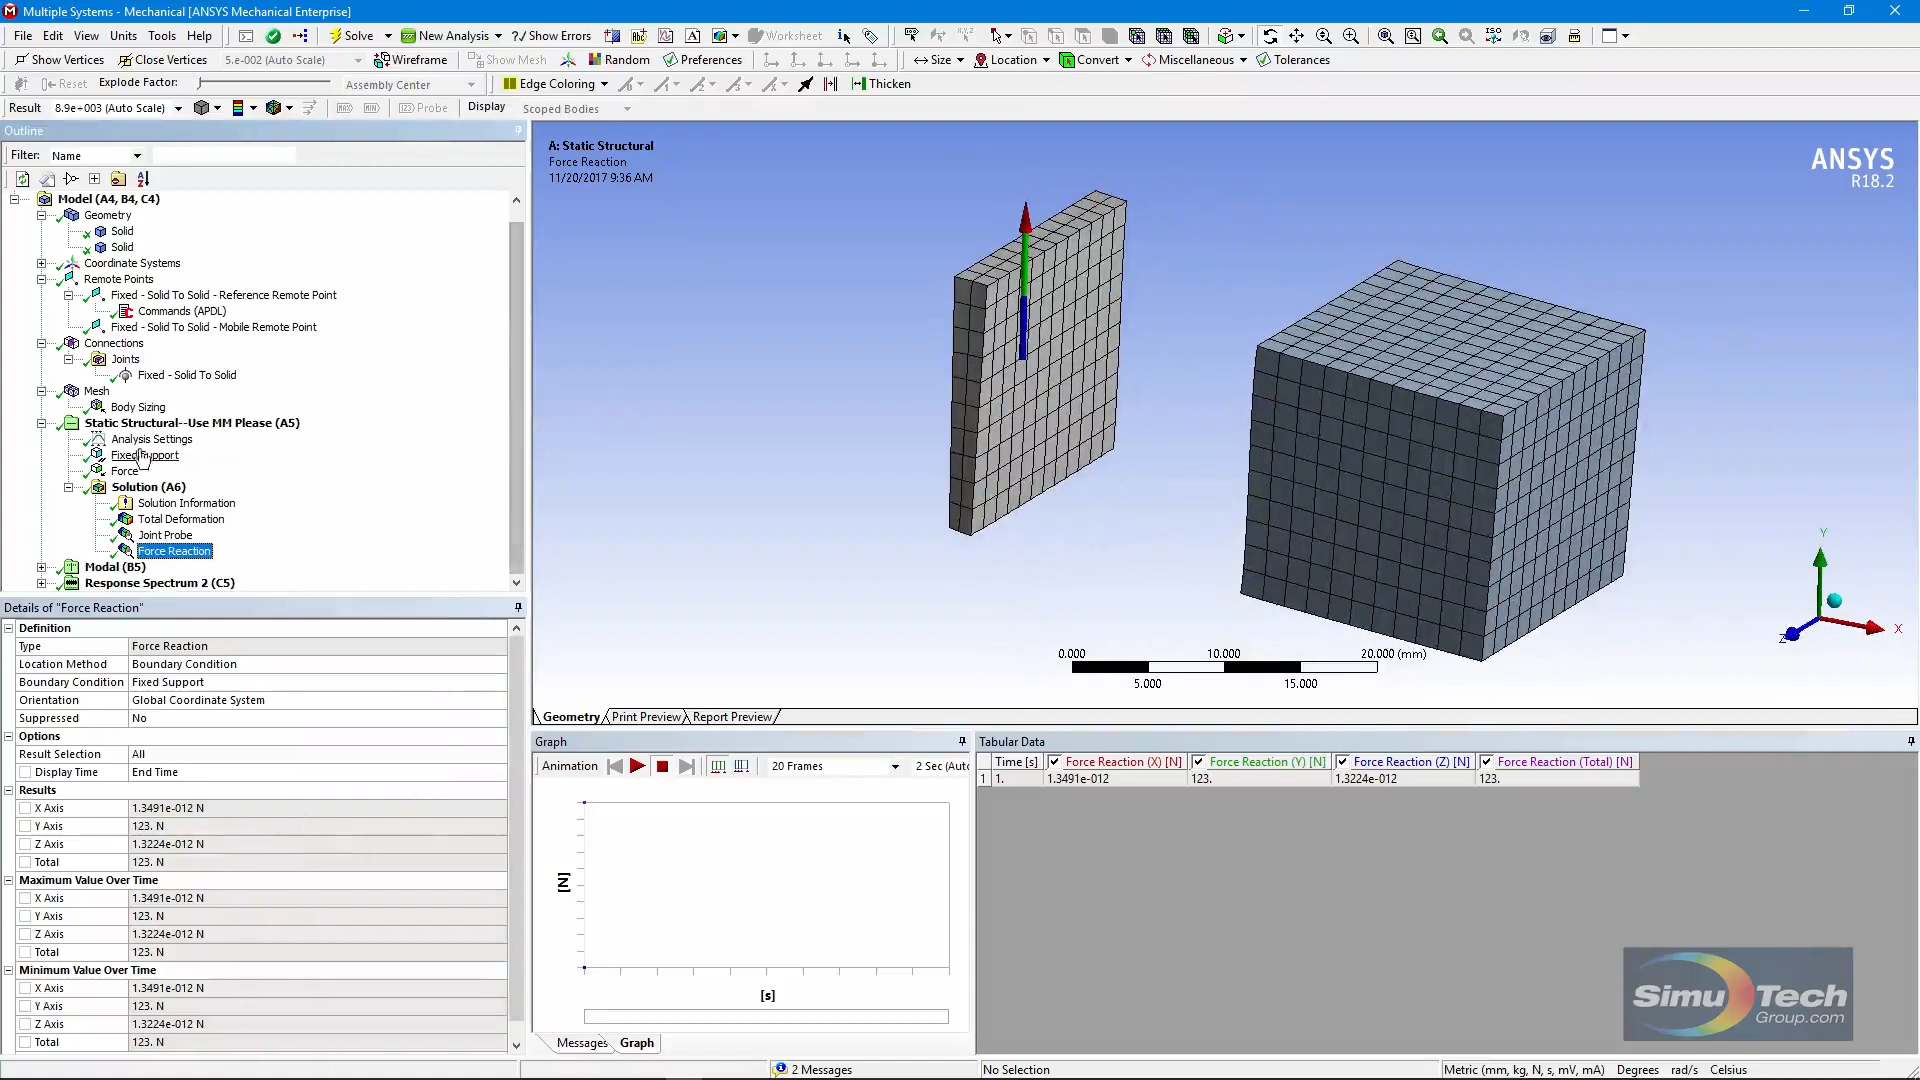 Multiple Systems - Mechanical [ANSYS Mechanical Enterprise]
File Edit View Units Tools Help Solve New Analysis ?/ Show Errors Worksheet
Show Vertices Close Vertices 5.e-002 (Auto Scale) Wireframe Show Mesh Random Preferences Size Location Convert Miscellaneous Tolerances
Reset Explode Factor: Assembly Center Edge Coloring Thicken
Result 8.9e+003 (Auto Scale) MAX MIN Probe Display Scoped Bodies
Outline
Filter: Name
Model (A4, B4, C4)
Geometry
Solid
Solid
Coordinate Systems
Remote Points
Fixed - Solid To Solid - Reference Remote Point
Commands (APDL)
Fixed - Solid To Solid - Mobile Remote Point
Connections
Joints
Fixed - Solid To Solid
Mesh
Body Sizing
Static Structural--Use MM Please (A5)
Analysis Settings
Fixed Support
Force
Solution (A6)
Solution Information
Total Deformation
Joint Probe
Force Reaction
Modal (B5)
Response Spectrum 2 (C5)
Details of "Force Reaction"
Definition
Type Force Reaction
Location Method Boundary Condition
Boundary Condition Fixed Support
Orientation Global Coordinate System
Suppressed No
Options
Result Selection All
Display Time End Time
Results
X Axis 1.3491e-012 N
Y Axis 123. N
Z Axis 1.3224e-012 N
Total 123. N
Maximum Value Over Time
X Axis 1.3491e-012 N
Y Axis 123. N
Z Axis 1.3224e-012 N
Total 123. N
Minimum Value Over Time
X Axis 1.3491e-012 N
Y Axis 123. N
Z Axis 1.3224e-012 N
Total 123. N
A: Static Structural
Force Reaction
11/20/2017 9:36 AM
ANSYS
R18.2
Y
X
Z
0.000 10.000 20.000 (mm)
5.000 15.000
Geometry Print Preview Report Preview
Graph
Animation 20 Frames 2 Sec (Auto
[N]
[s]
Messages Graph
Tabular Data
Time [s] Force Reaction (X) [N] Force Reaction (Y) [N] Force Reaction (Z) [N] Force Reaction (Total) [N]
1 1. 1.3491e-012 123. 1.3224e-012 123.
SimuTech
Group.com
2 Messages No Selection Metric (mm, kg, N, s, mV, mA) Degrees rad/s Celsius